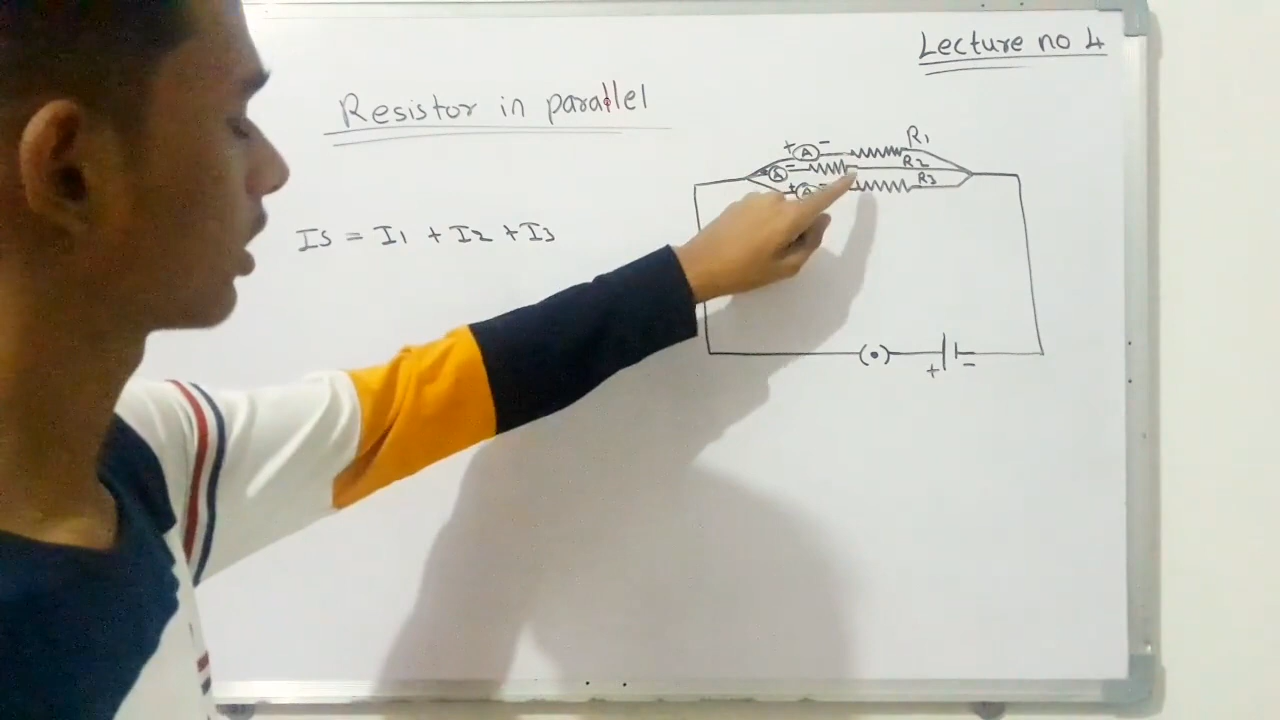 Lecture no 4
Resistor in parallel
R1
+ A -
R2
A -
R3
+ A -
IS = I1 + I2 + I3
+ -